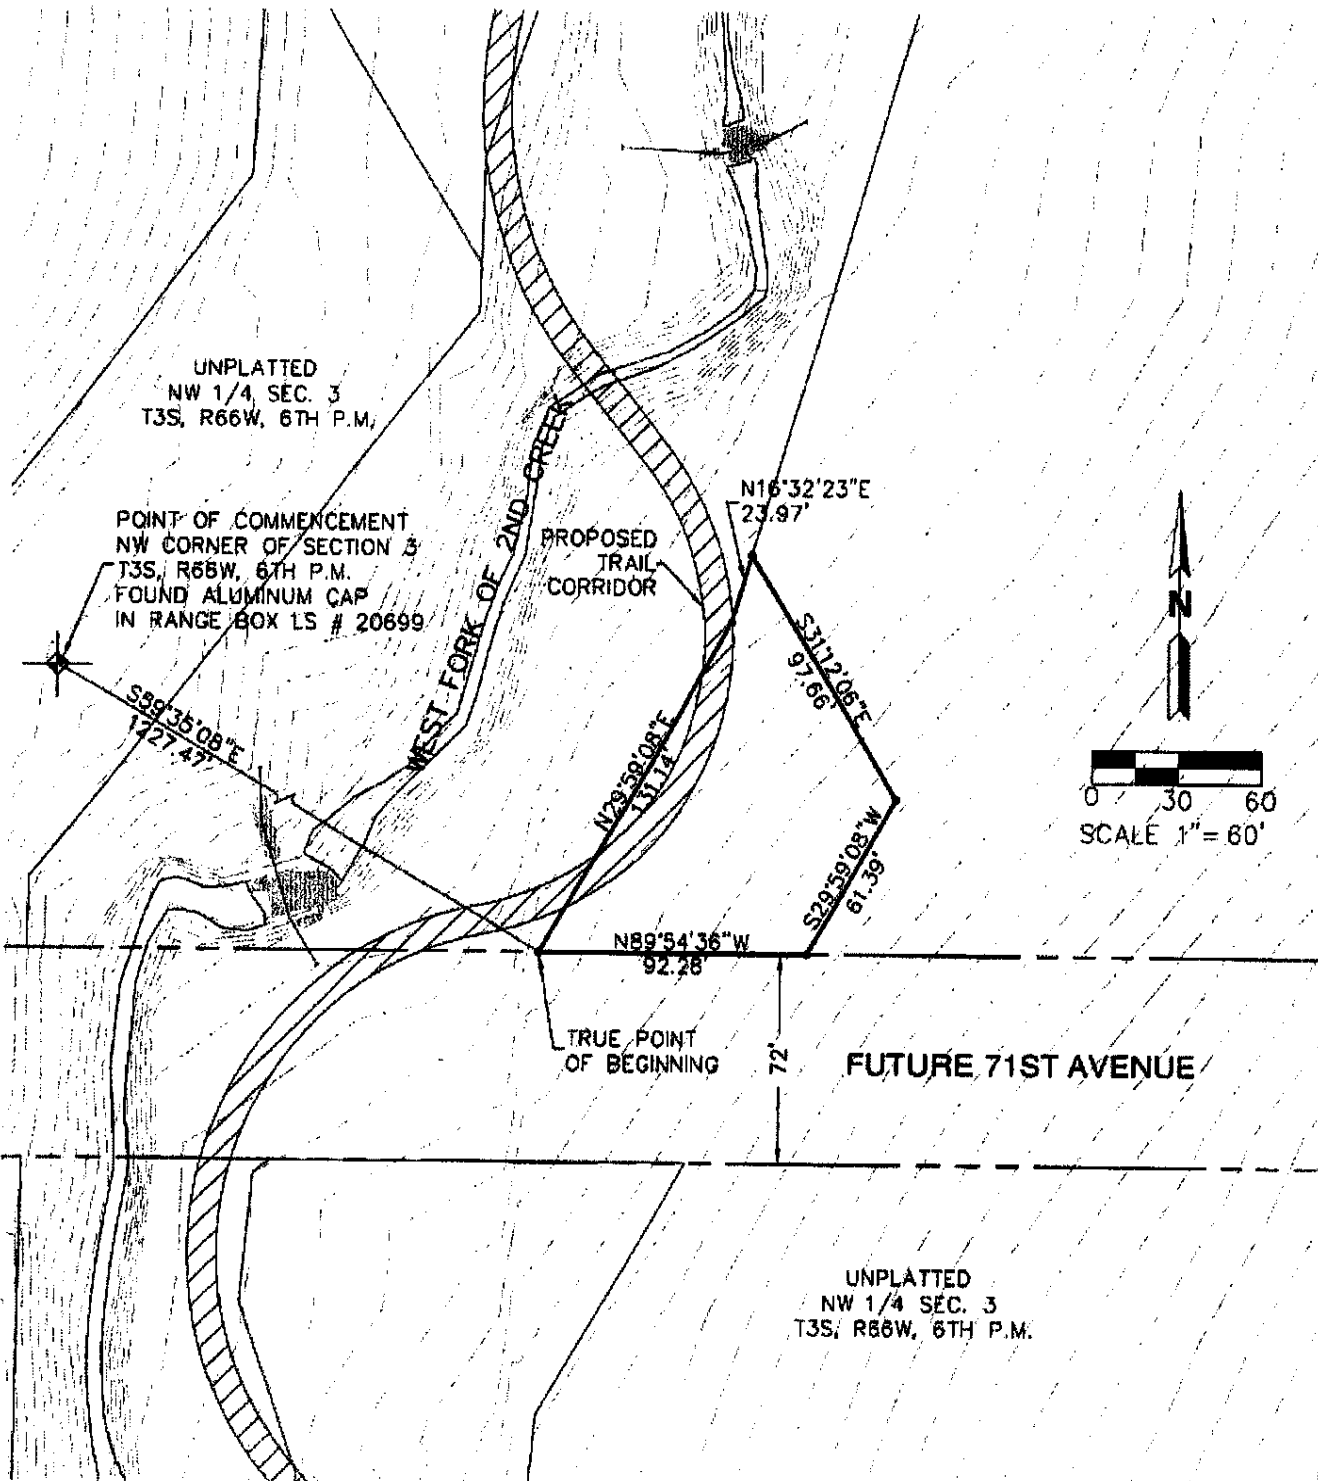 UNPLATTED
NW 1/4, SEC. 3
T3S, R66W, 6TH P.M.
POINT OF COMMENCEMENT
NW CORNER OF SECTION 3
T3S, R66W, 6TH P.M.
FOUND ALUMINUM CAP
IN RANGE BOX LS # 20699
S59°35'08"E
1227.47'
WEST FORK OF 2ND CREEK
PROPOSED
TRAIL
CORRIDOR
N16°32'23"E
23.97'
S31°12'06"E
97.66'
N29°59'08"E
131.14'
S29°59'08"W
61.39'
N89°54'36"W
92.28'
TRUE POINT
OF BEGINNING
72'
FUTURE 71ST AVENUE
N
0 30 60
SCALE 1"= 60'
UNPLATTED
NW 1/4 SEC. 3
T3S, R66W, 6TH P.M.